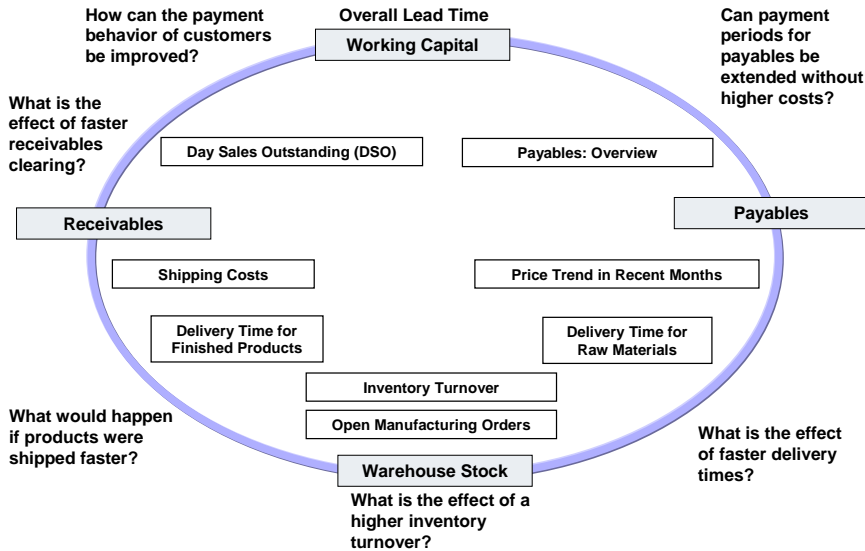 How can the payment
behavior of customers
be improved?
Overall Lead Time
Working Capital
Can payment
periods for
payables be
extended without
higher costs?
What is the
effect of faster
receivables
clearing?
Day Sales Outstanding (DSO)
Payables: Overview
Receivables
Payables
Shipping Costs
Price Trend in Recent Months
Delivery Time for
Finished Products
Delivery Time for
Raw Materials
Inventory Turnover
Open Manufacturing Orders
What would happen
if products were
shipped faster?
What is the effect
of faster delivery
times?
Warehouse Stock
What is the effect of a
higher inventory
turnover?